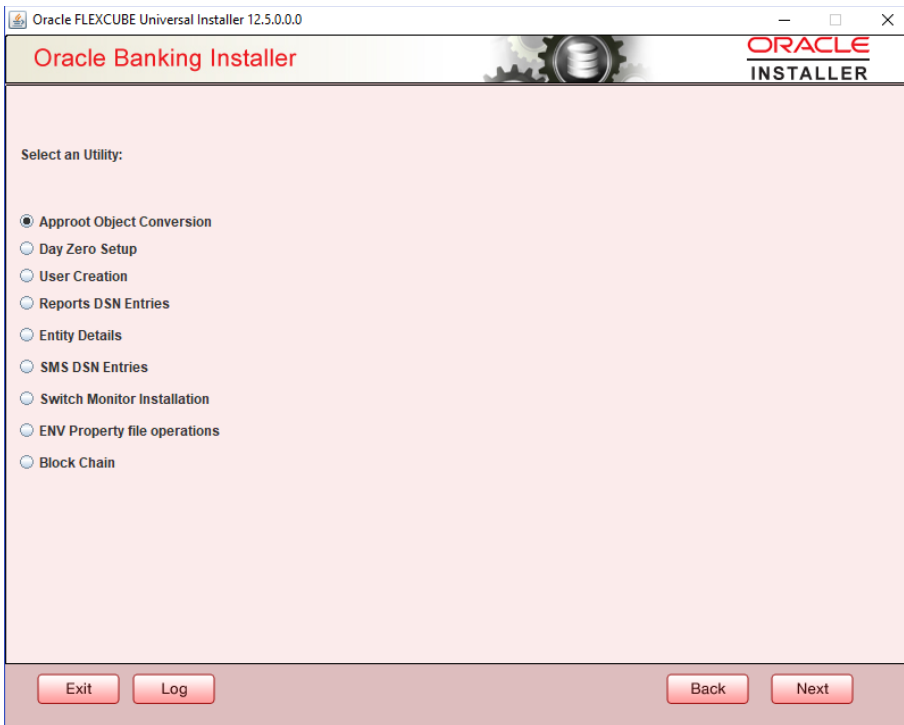 Oracle FLEXCUBE Universal Installer 12.5.0.0.0
Oracle Banking Installer
ORACLE
INSTALLER
Select an Utility:
Approot Object Conversion
Day Zero Setup
User Creation
Reports DSN Entries
Entity Details
SMS DSN Entries
Switch Monitor Installation
ENV Property file operations
Block Chain
Exit Log Back Next